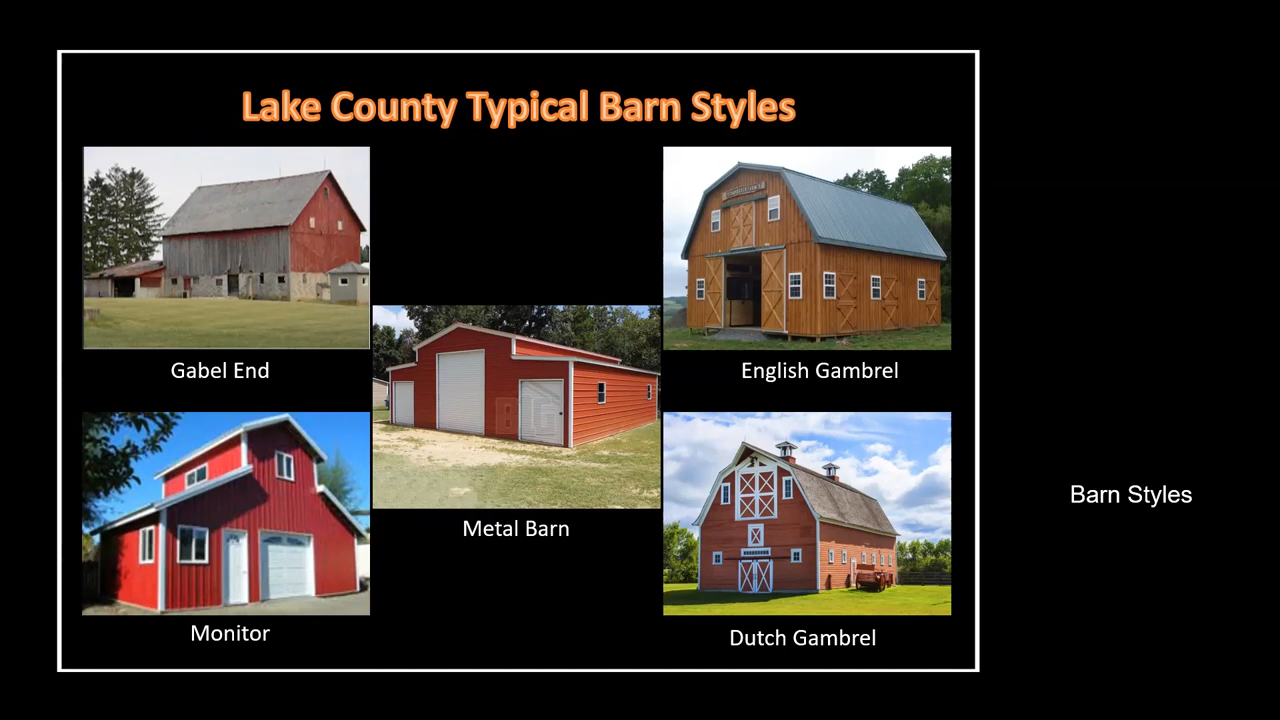 Lake County Typical Barn Styles
Gabel End
English Gambrel
Metal Barn
Monitor
Dutch Gambrel
Barn Styles